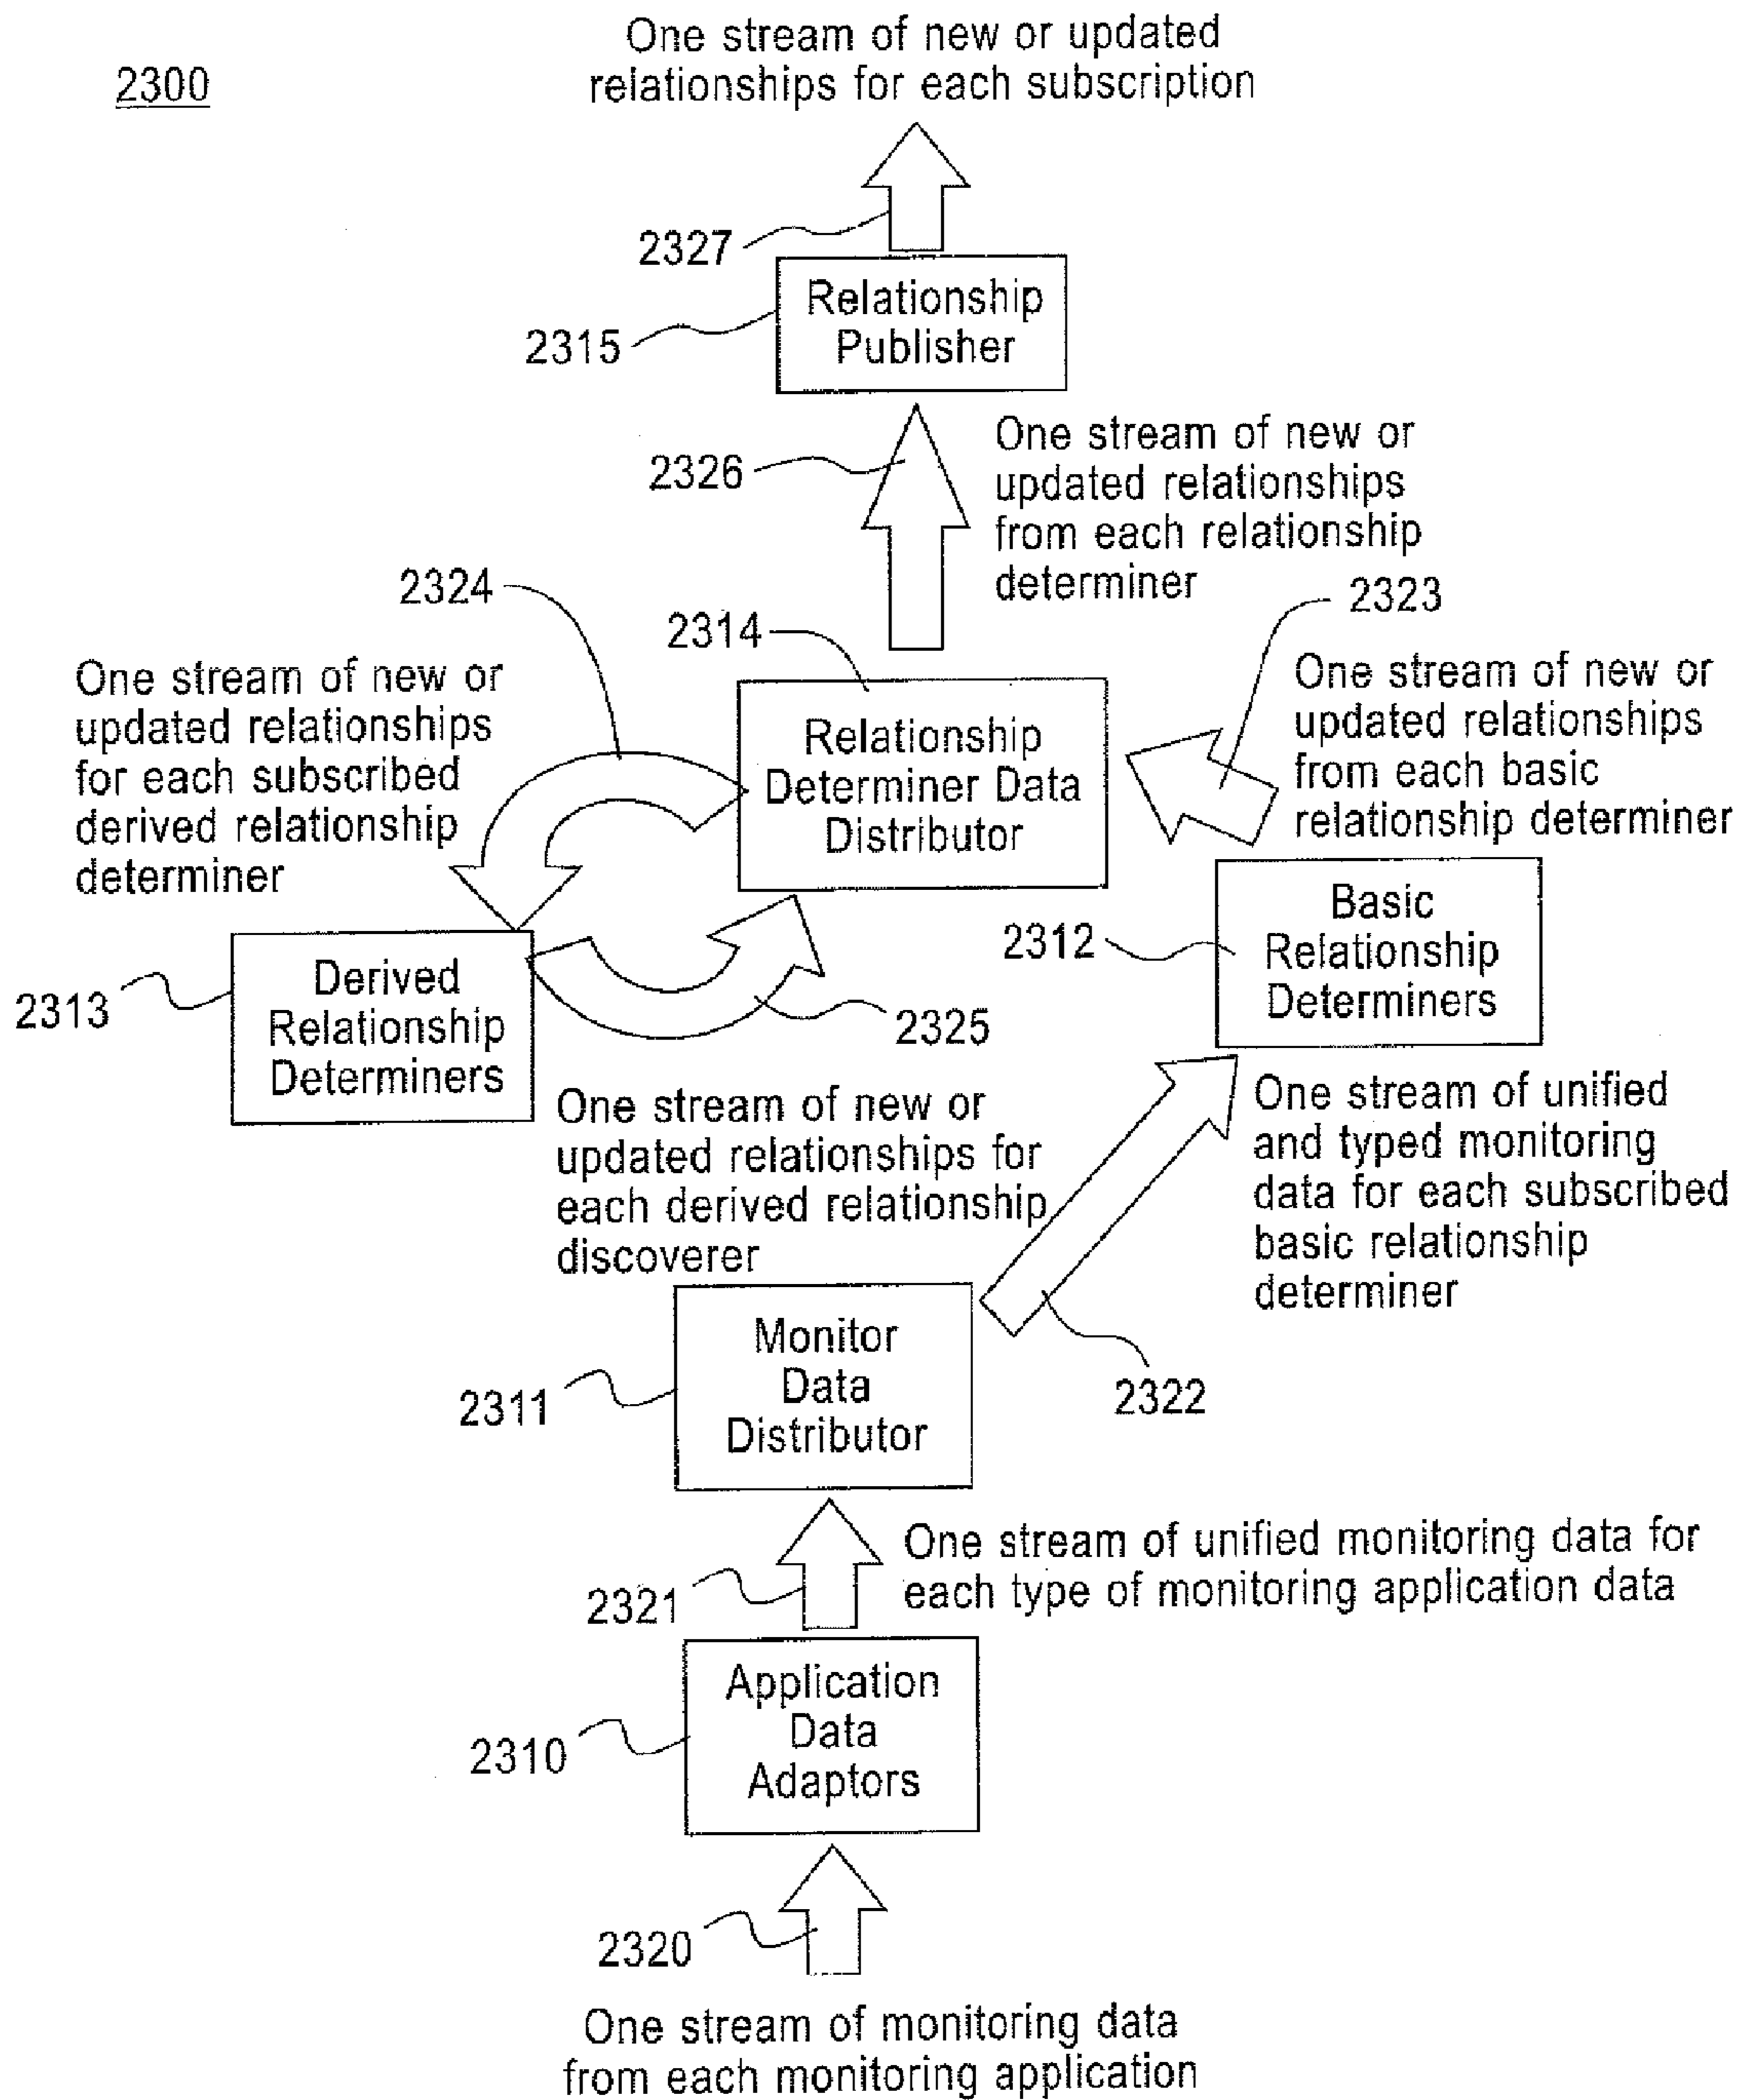 2300
One stream of new or updated
relationships for each subscription
2327
Relationship
Publisher
2315
2326
One stream of new or
updated relationships
from each relationship
determiner
2324
2323
2314
One stream of new or
updated relationships
for each subscribed
derived relationship
determiner
Relationship
Determiner Data
Distributor
One stream of new or
updated relationships
from each basic
relationship determiner
2312
Basic
Relationship
Determiners
2313
Derived
Relationship
Determiners
2325
One stream of new or
updated relationships for
each derived relationship
discoverer
One stream of unified
and typed monitoring
data for each subscribed
basic relationship
determiner
2311
Monitor
Data
Distributor
2322
2321
One stream of unified monitoring data for
each type of monitoring application data
2310
Application
Data
Adaptors
2320
One stream of monitoring data
from each monitoring application